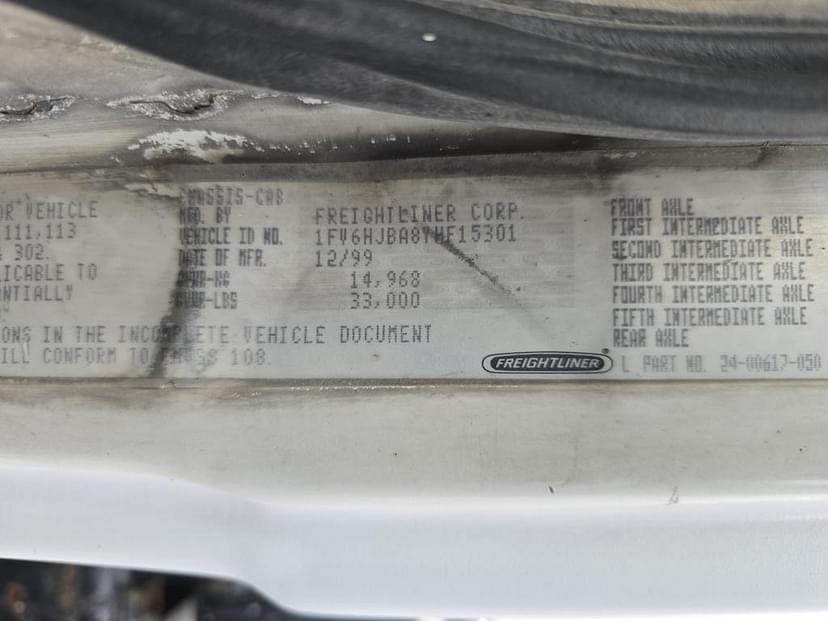 CHASSIS-CAB
OR VEHICLE
111,113
302.
LICABLE TO
ENTIALLY
MFD. BY FREIGHTLINER CORP.
VEHICLE ID NO.
DATE OF MFR. 12/99
GVWR-KG 14,968
GVWR-LBS 33,000
ONS IN THE INCOMPLETE VEHICLE DOCUMENT
ILL CONFORM TO FMVSS 108.
FREIGHTLINER®
FRONT AXLE
FIRST INTERMEDIATE AXLE
SECOND INTERMEDIATE AXLE
THIRD INTERMEDIATE AXLE
FOURTH INTERMEDIATE AXLE
FIFTH INTERMEDIATE AXLE
REAR AXLE
L PART NO. 24-00617-050